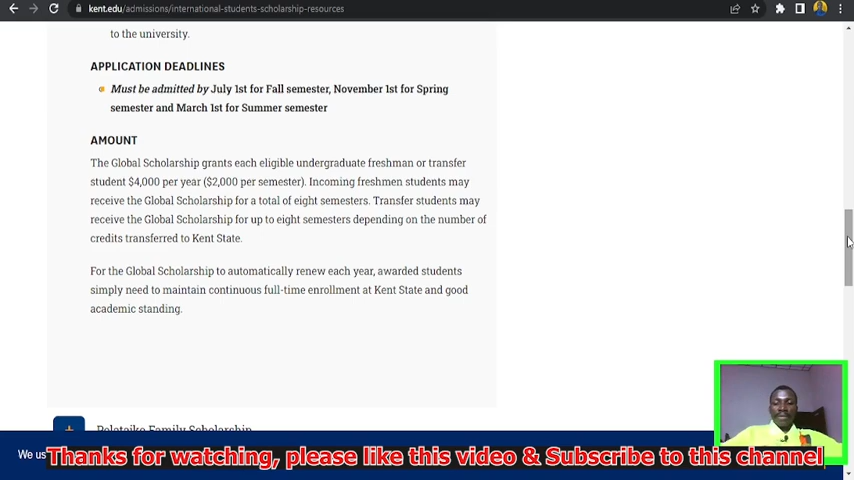 kent.edu/admissions/international-students-scholarship-resources
to the university.
APPLICATION DEADLINES
Must be admitted by July 1st for Fall semester, November 1st for Spring
semester and March 1st for Summer semester
AMOUNT
The Global Scholarship grants each eligible undergraduate freshman or transfer
student $4,000 per year ($2,000 per semester). Incoming freshmen students may
receive the Global Scholarship for a total of eight semesters. Transfer students may
receive the Global Scholarship for up to eight semesters depending on the number of
credits transferred to Kent State.
For the Global Scholarship to automatically renew each year, awarded students
simply need to maintain continuous full-time enrollment at Kent State and good
academic standing.
Family Scholarship
We us
Thanks for watching, please like this video & Subscribe to this channel